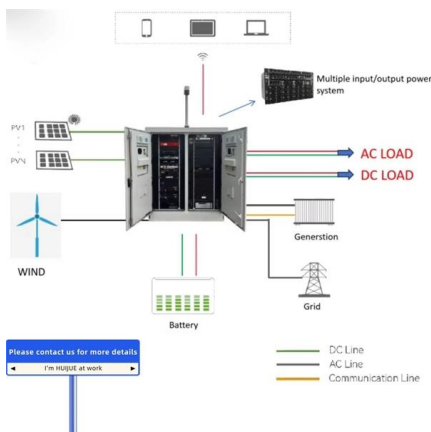 Multiple input/output power
system
PV1
PVN
AC LOAD
DC LOAD
WIND
Generstion
Grid
Battery
Please contact us for more details
I'm HUIJUE at work
DC Line
AC Line
Communication Line